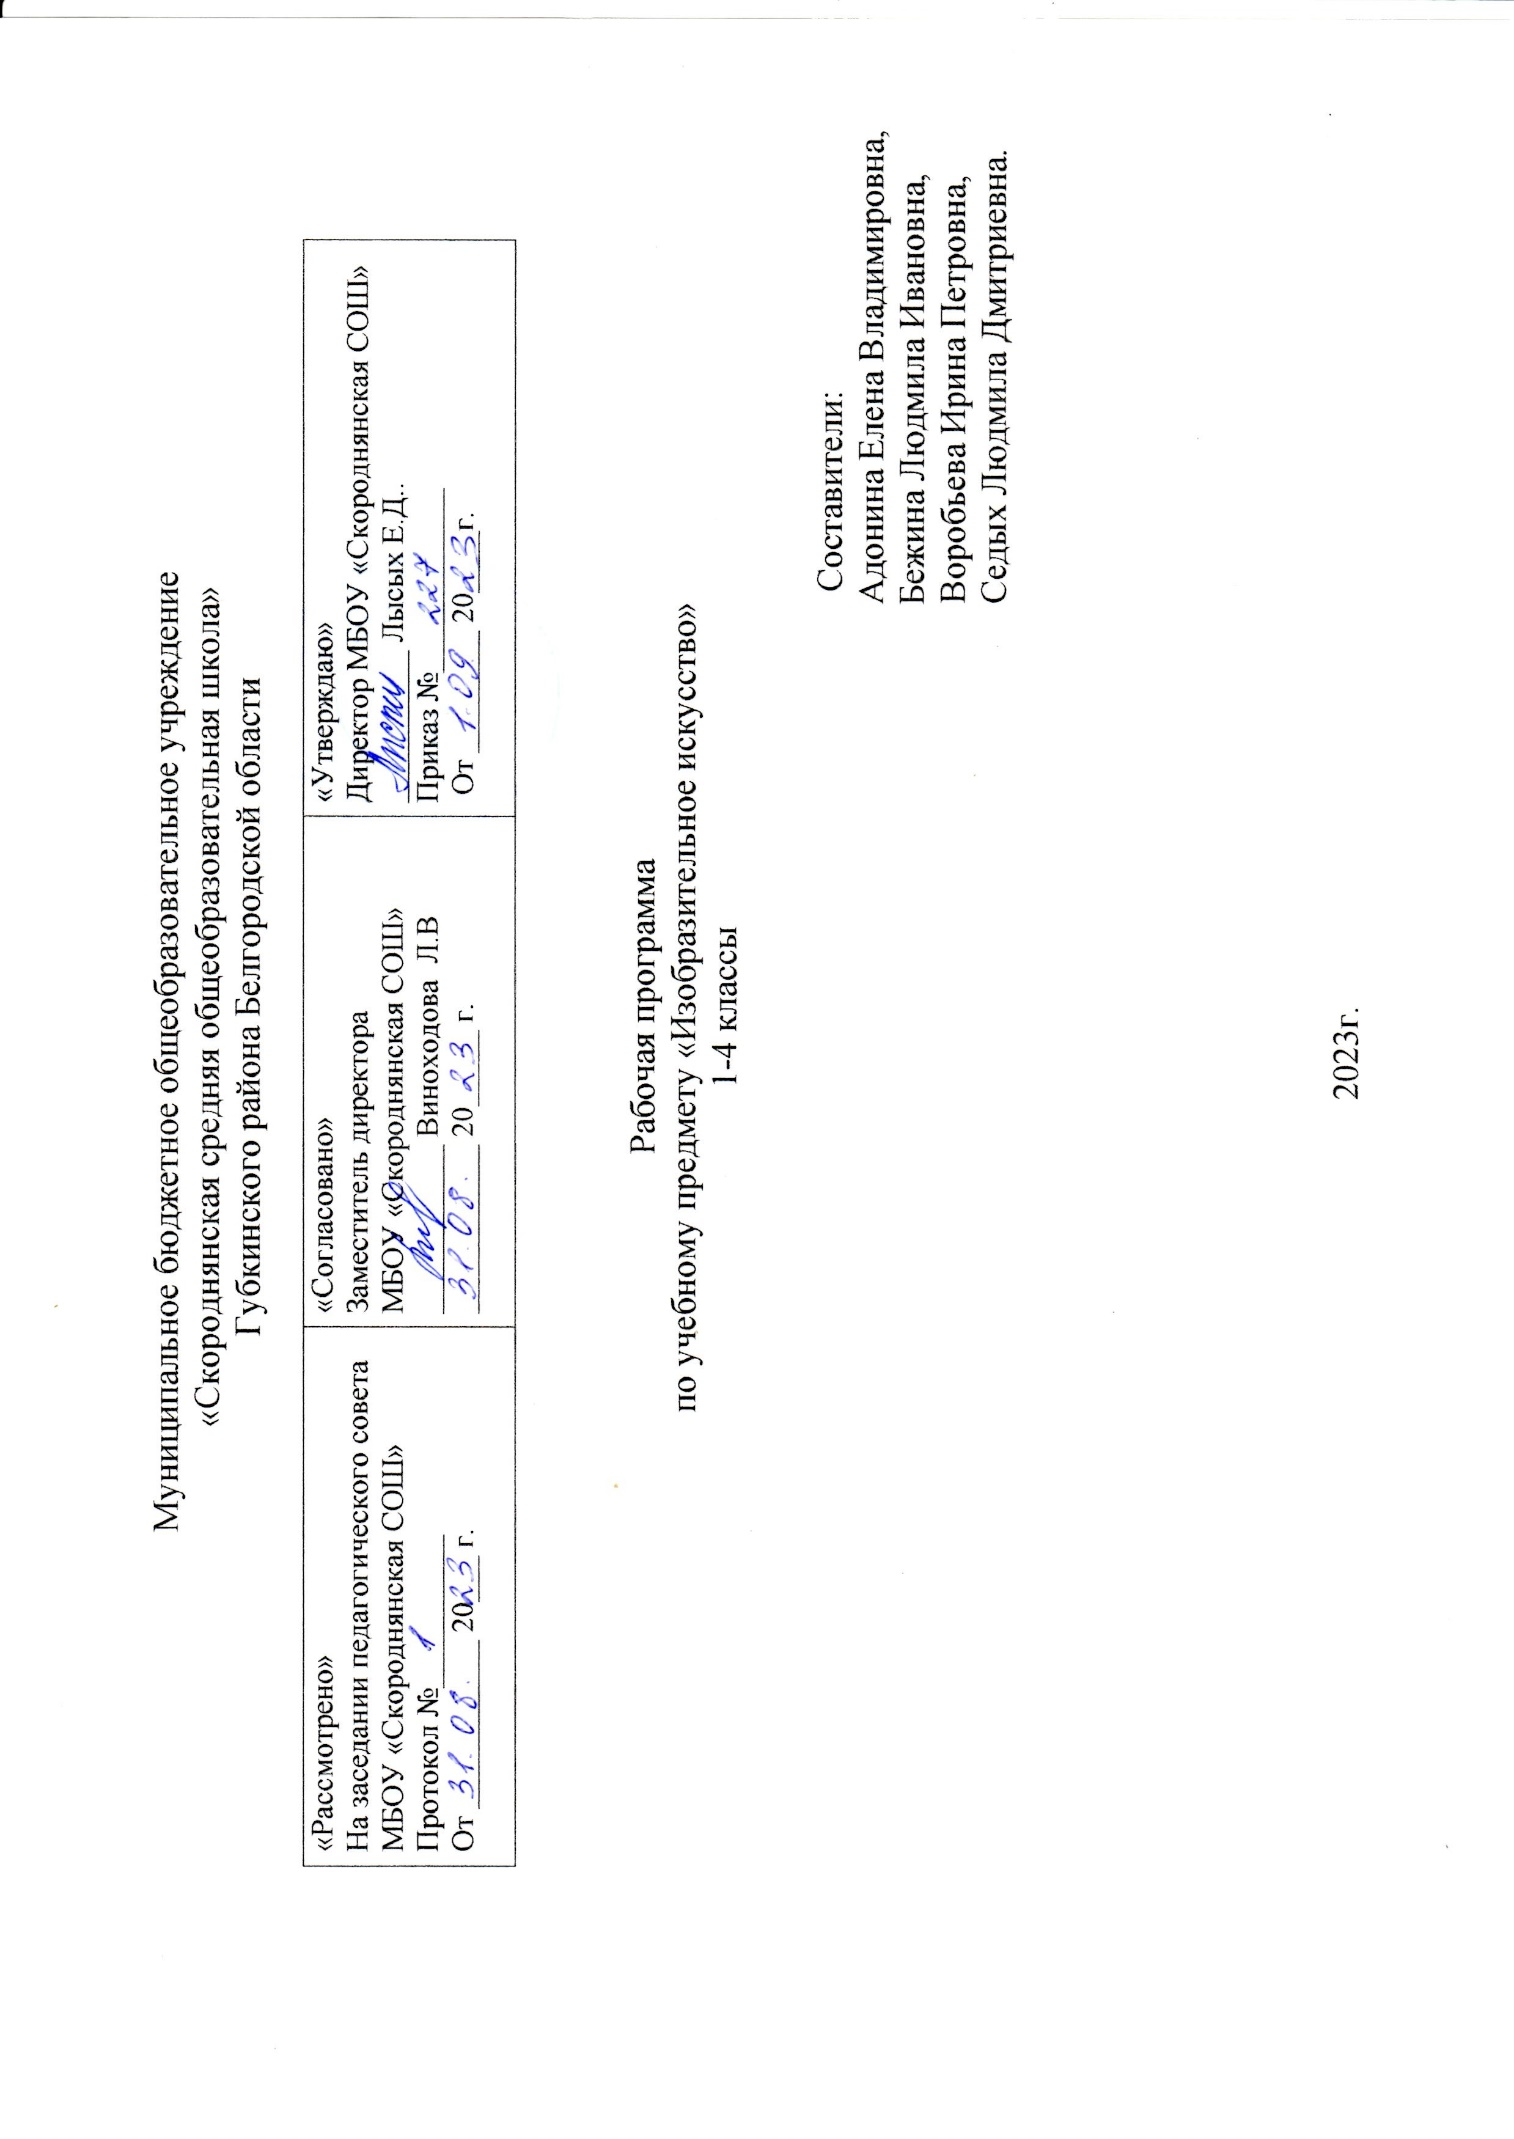 Муниципальное бюджетное общеобразовательное учреждение
«Скороднянская средняя общеобразовательная школа»
Губкинского района Белгородской области
«Рассмотрено»
На заседании педагогического совета
МБОУ «Скороднянская СОШ»
Протокол № 1
От 31.08. 2023 г.
«Согласовано»
Заместитель директора
МБОУ «Скороднянская СОШ»
Виноходова Л.В
31.08. 20 23 г.
«Утверждаю»
Директор МБОУ «Скороднянская СОШ»
Лысых Е.Д..
Приказ № 227
От 1.09 2023г.
Рабочая программа
по учебному предмету «Изобразительное искусство»
1-4 классы
Составители:
Адонина Елена Владимировна,
Бежина Людмила Ивановна,
Воробьева Ирина Петровна,
Седых Людмила Дмитриевна.
2023г.